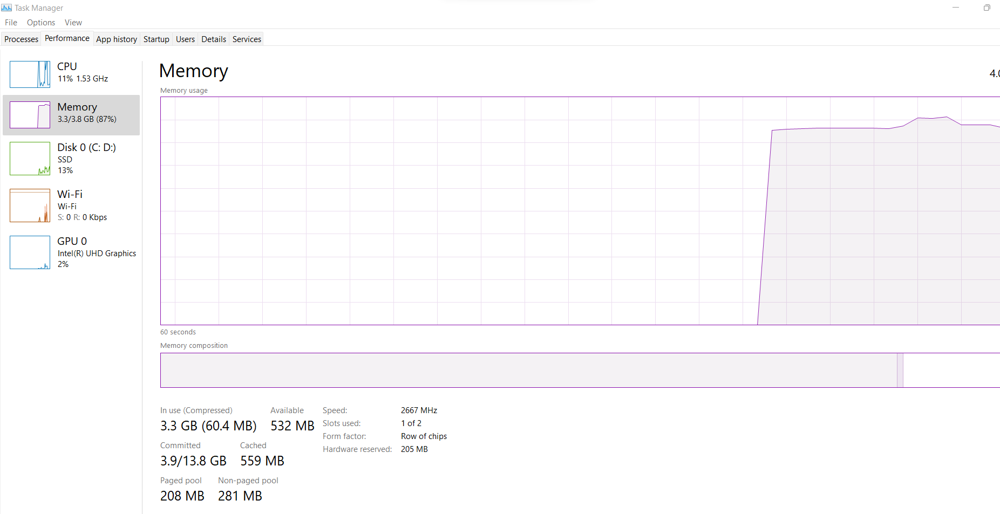 Task Manager
File Options View
Processes Performance App history Startup Users Details Services
CPU
11% 1.53 GHz
Memory
3.3/3.8 GB (87%)
Disk 0 (C: D:)
SSD
13%
Wi-Fi
Wi-Fi
S: 0 R: 0 Kbps
GPU 0
Intel(R) UHD Graphics
2%
Memory
Memory usage
60 seconds
Memory composition
In use (Compressed) Available
3.3 GB (60.4 MB) 532 MB
Committed Cached
3.9/13.8 GB 559 MB
Paged pool Non-paged pool
208 MB 281 MB
Speed: 2667 MHz
Slots used: 1 of 2
Form factor: Row of chips
Hardware reserved: 205 MB